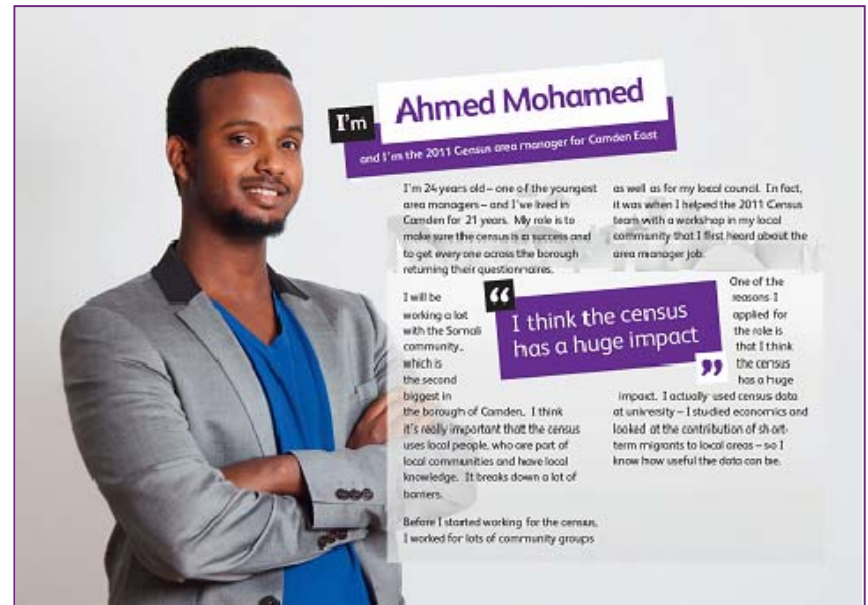 I'm
Ahmed Mohamed
and I'm the 2011 Census area manager for Camden East
I'm 24 years old – one of the youngest
area managers – and I've lived in
Camden for 21 years. My role is to
make sure the census is a success and
to get every one across the borough
returning their questionnaires.
I will be
working a lot
with the Somali
community,
which is
the second
biggest in
the borough of Camden. I think
it's really important that the census
uses local people, who are part of
local communities and have local
knowledge. It breaks down a lot of
barriers.
Before I started working for the census,
I worked for lots of community groups
as well as for my local council. In fact,
it was when I helped the 2011 Census
team with a workshop in my local
community that I first heard about the
area manager job.
“
I think the census
has a huge impact
”
One of the
reasons I
applied for
the role is
that I think
the census
has a huge
impact. I actually used census data
at university – I studied economics and
looked at the contribution of short-
term migrants to local areas – so I
know how useful the data can be.